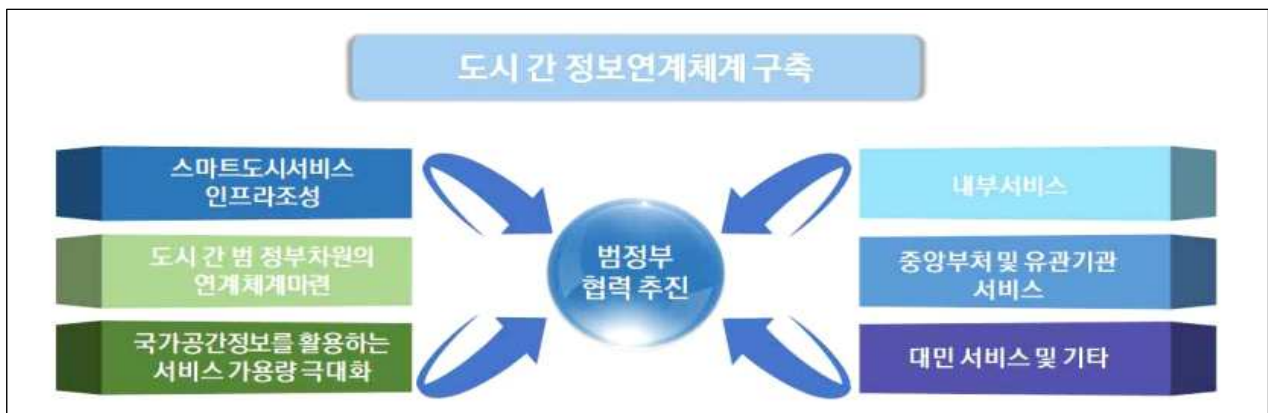 도시 간 정보연계체계 구축
스마트도시서비스
인프라조성
도시 간 범 정부차원의
연계체계마련
국가공간정보를 활용하는
서비스 가용량 극대화
범정부
협력 추진
내부서비스
중앙부처 및 유관기관
서비스
대민 서비스 및 기타